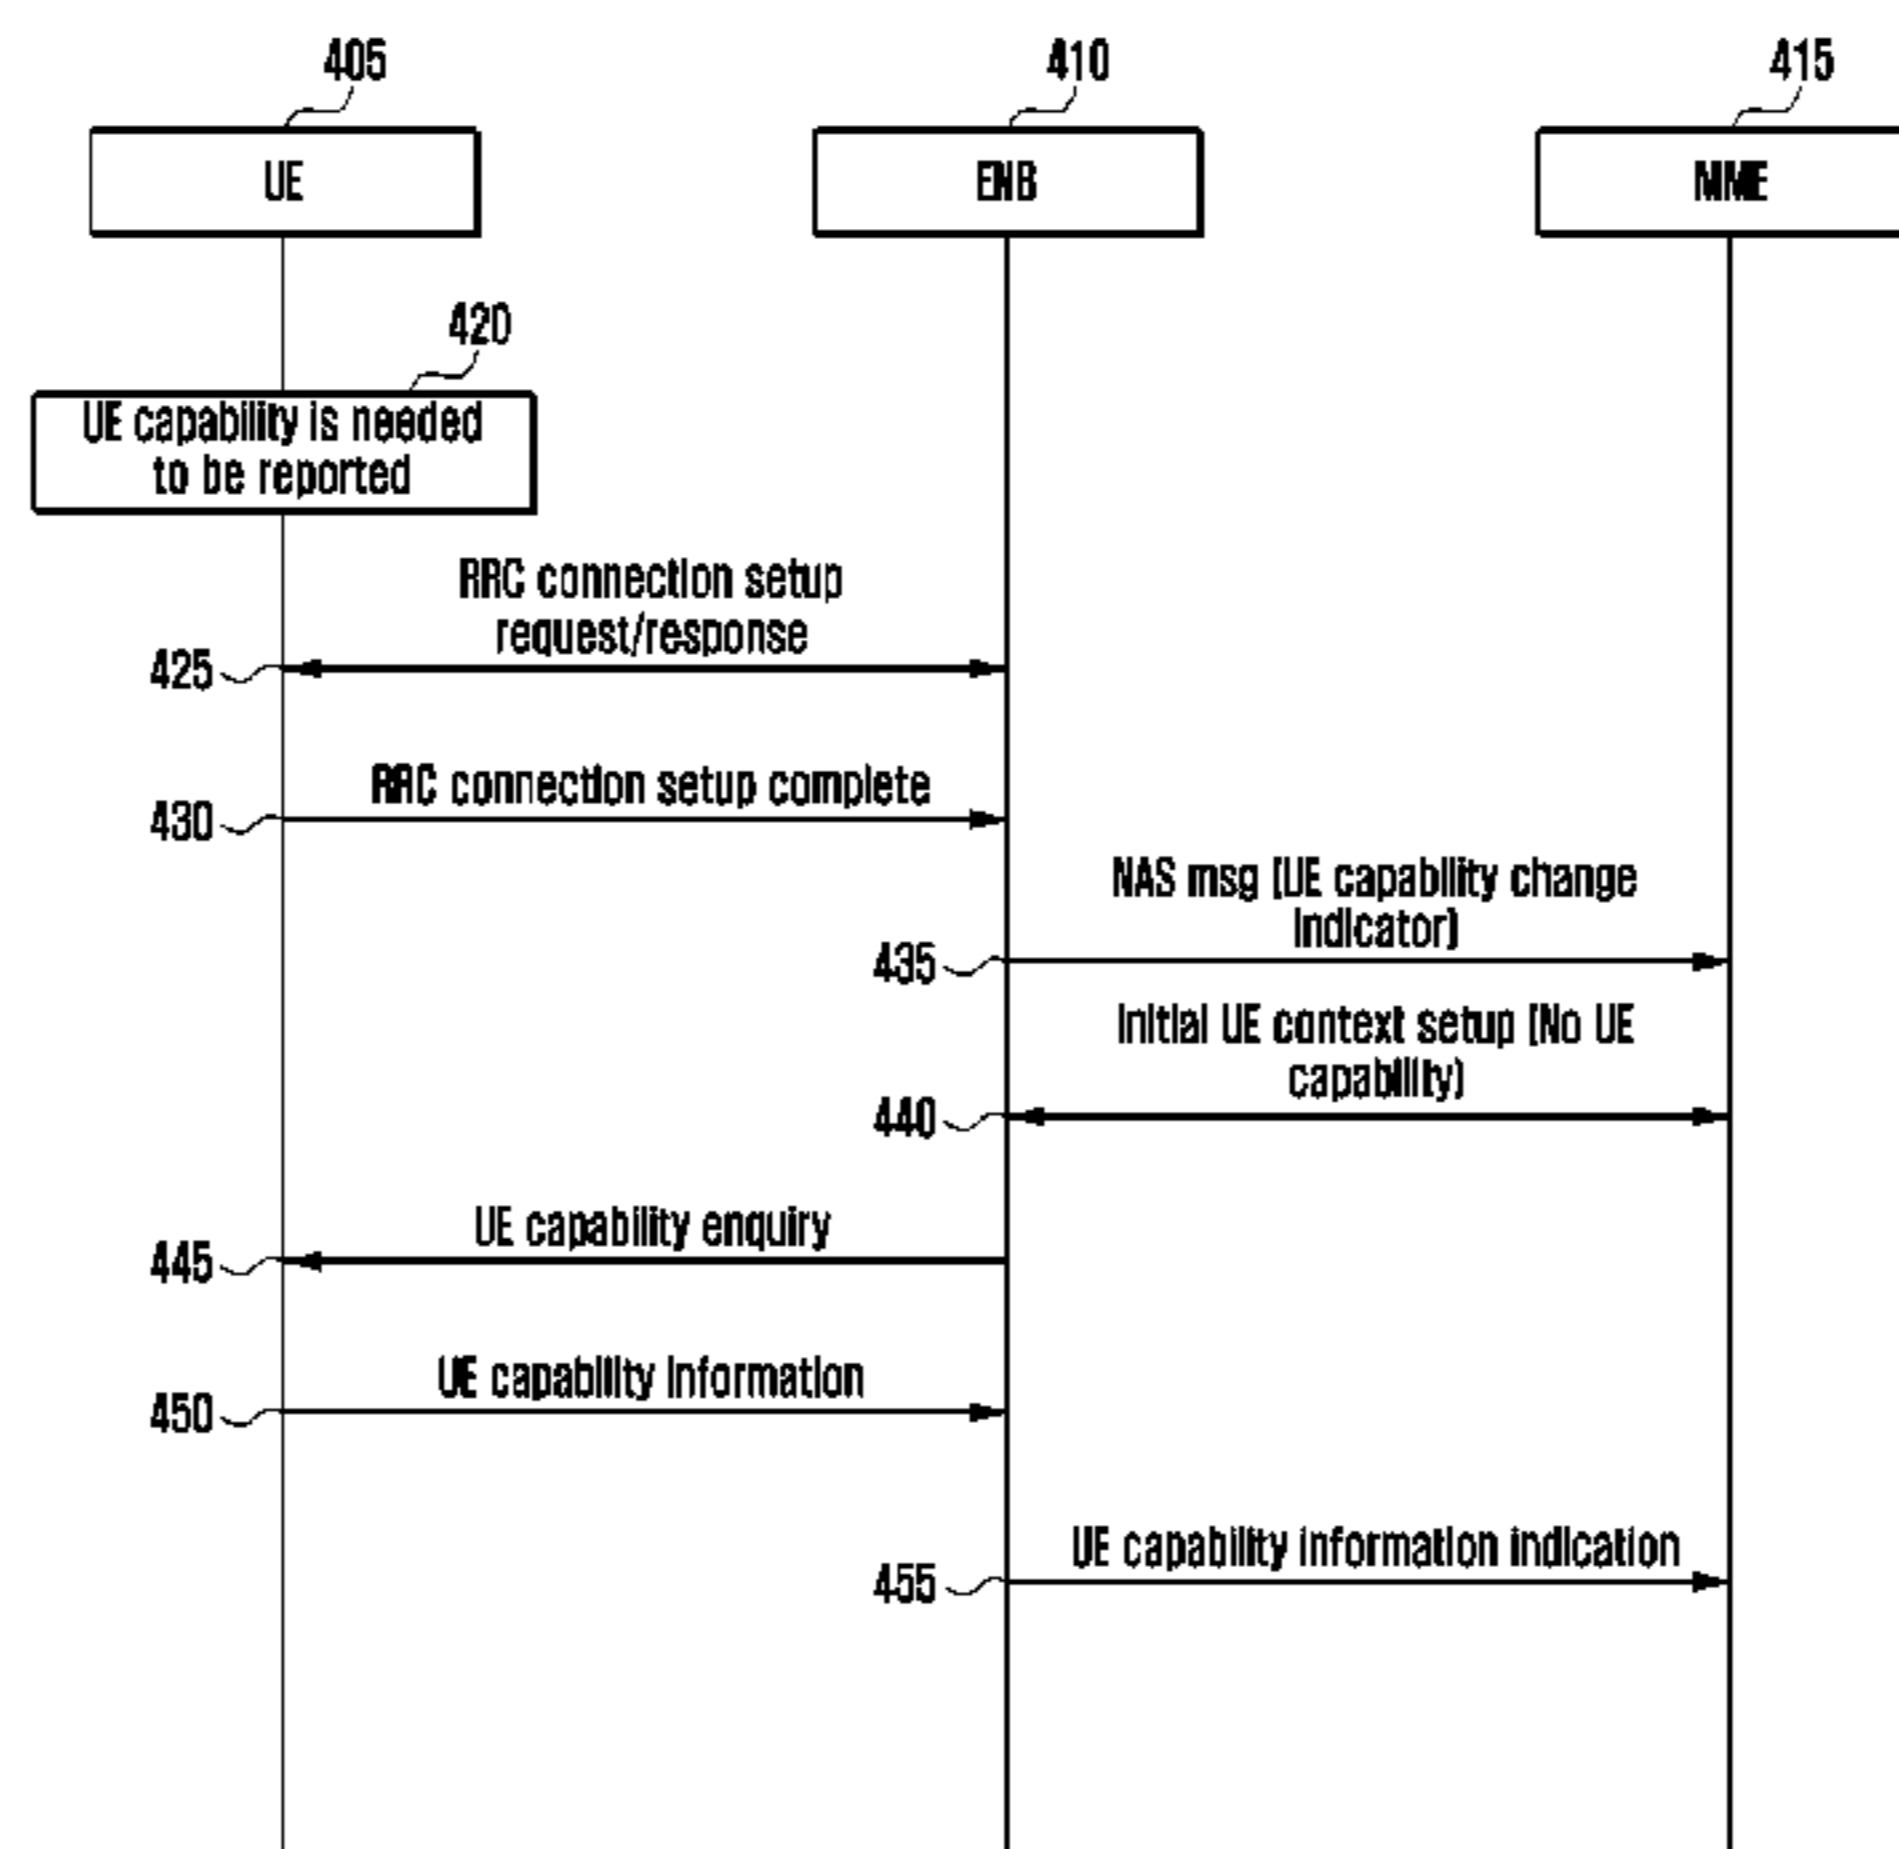 405
410
415
UE
ENB
MME
420
UE capability is needed
to be reported
RRC connection setup
request/response
425
RRC connection setup complete
430
NAS msg (UE capability change
indicator)
435
Initial UE context setup (No UE
capability)
440
UE capability enquiry
445
UE capability information
450
UE capability information indication
455